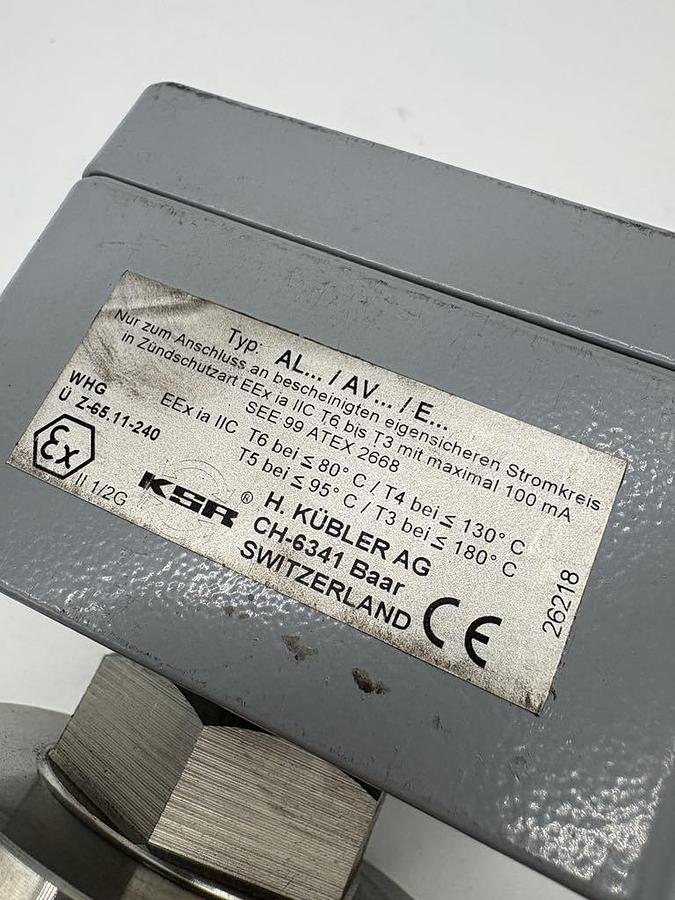 Typ: AL... / AV... / E...
Nur zum Anschluss an bescheinigten eigensicheren Stromkreis
in Zündschutzart EEx ia IIC T6 bis T3 mit maximal 100 mA
SEE 99 ATEX 2668
WHG
Ü Z-65.11-240
EEx ia IIC T6 bei ≤ 80° C / T4 bei ≤ 130° C
T5 bei ≤ 95° C / T3 bei ≤ 180° C
Ex
II 1/2G
KSR ®
H. KÜBLER AG
CH-6341 Baar
SWITZERLAND
CE
26218